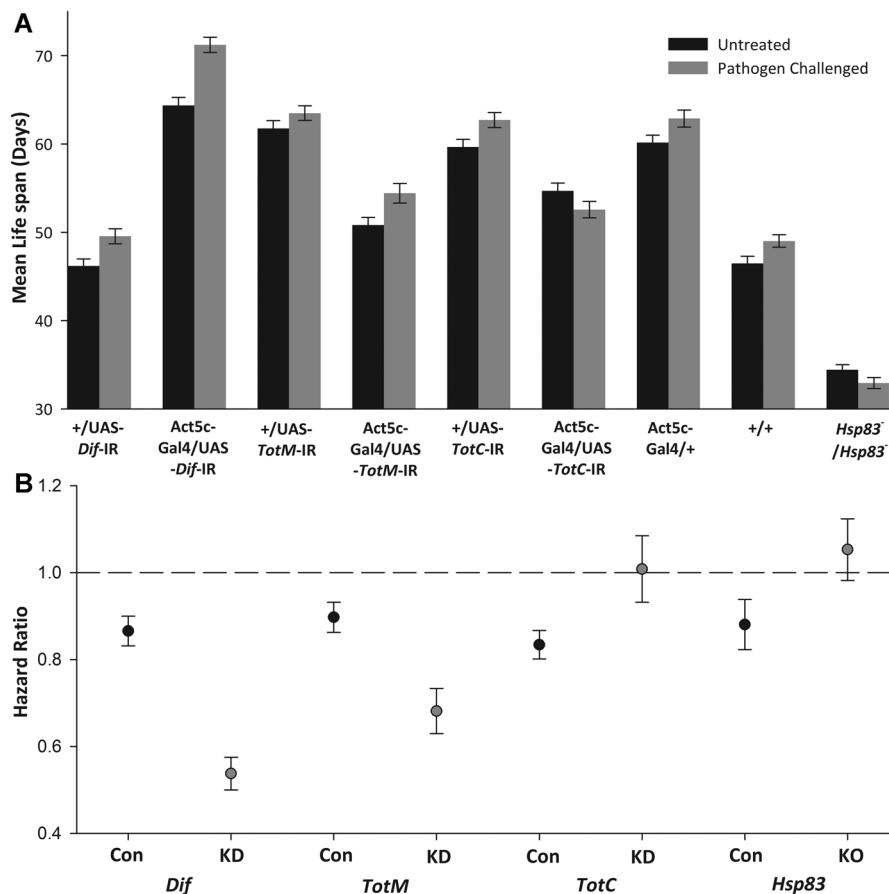 A
Untreated
Pathogen Challenged
Mean Life span (Days)
70
60
50
40
30
+/UAS-
Dif-IR
Act5c-
Gal4/UAS
-Dif-IR
+/UAS-
TotM-IR
Act5c-
Gal4/UAS
-TotM-IR
+/UAS-
TotC-IR
Act5c-
Gal4/UAS
-TotC-IR
Act5c-
Gal4/+
+/+
Hsp83⁻
/Hsp83⁻
B
Hazard Ratio
1.2
1.0
0.8
0.6
0.4
Con KD Con KD Con KD Con KO
Dif TotM TotC Hsp83